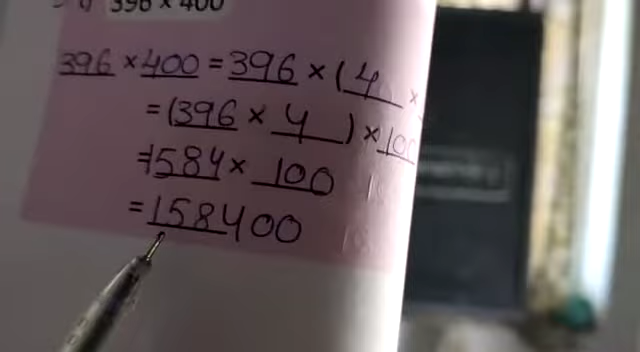 396 × 400
396 × 400 = 396 × ( 4 ×
= (396 × 4 ) × 100
= 1584 × 100
= 158400